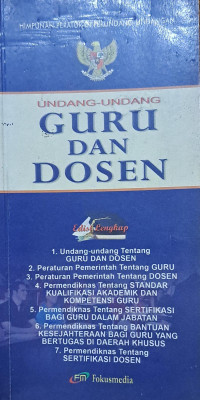 HIMPUNAN PERATURAN PERUNDANG-UNDANGAN
UNDANG-UNDANG
GURU
DAN
DOSEN
Edisi Lengkap
1. Undang-undang Tentang
GURU DAN DOSEN
2. Peraturan Pemerintah Tentang GURU
3. Peraturan Pemerintah Tentang DOSEN
4. Permendiknas Tentang STANDAR
KUALIFIKASI AKADEMIK DAN
KOMPETENSI GURU
5. Permendiknas Tentang SERTIFIKASI
BAGI GURU DALAM JABATAN
6. Permendiknas Tentang BANTUAN
KESEJAHTERAAN BAGI GURU YANG
BERTUGAS DI DAERAH KHUSUS
7. Permendiknas Tentang
SERTIFIKASI DOSEN
Fokusmedia